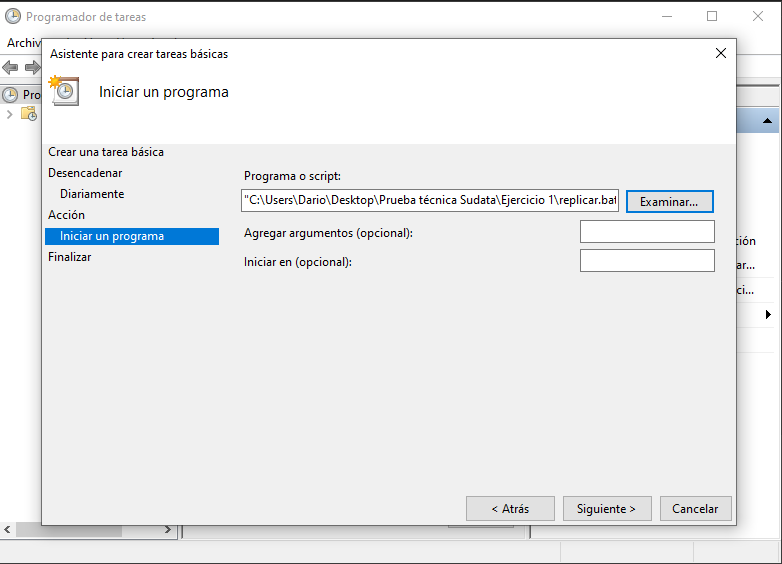 Programador de tareas
Archiv
Asistente para crear tareas básicas
Iniciar un programa
Pro
Crear una tarea básica
Desencadenar
Diariamente
Acción
Iniciar un programa
Finalizar
Programa o script:
"C:\Users\Dario\Desktop\Prueba técnica Sudata\Ejercicio 1\replicar.bat
Examinar...
Agregar argumentos (opcional):
Iniciar en (opcional):
ión
ar...
ci...
< Atrás
Siguiente >
Cancelar